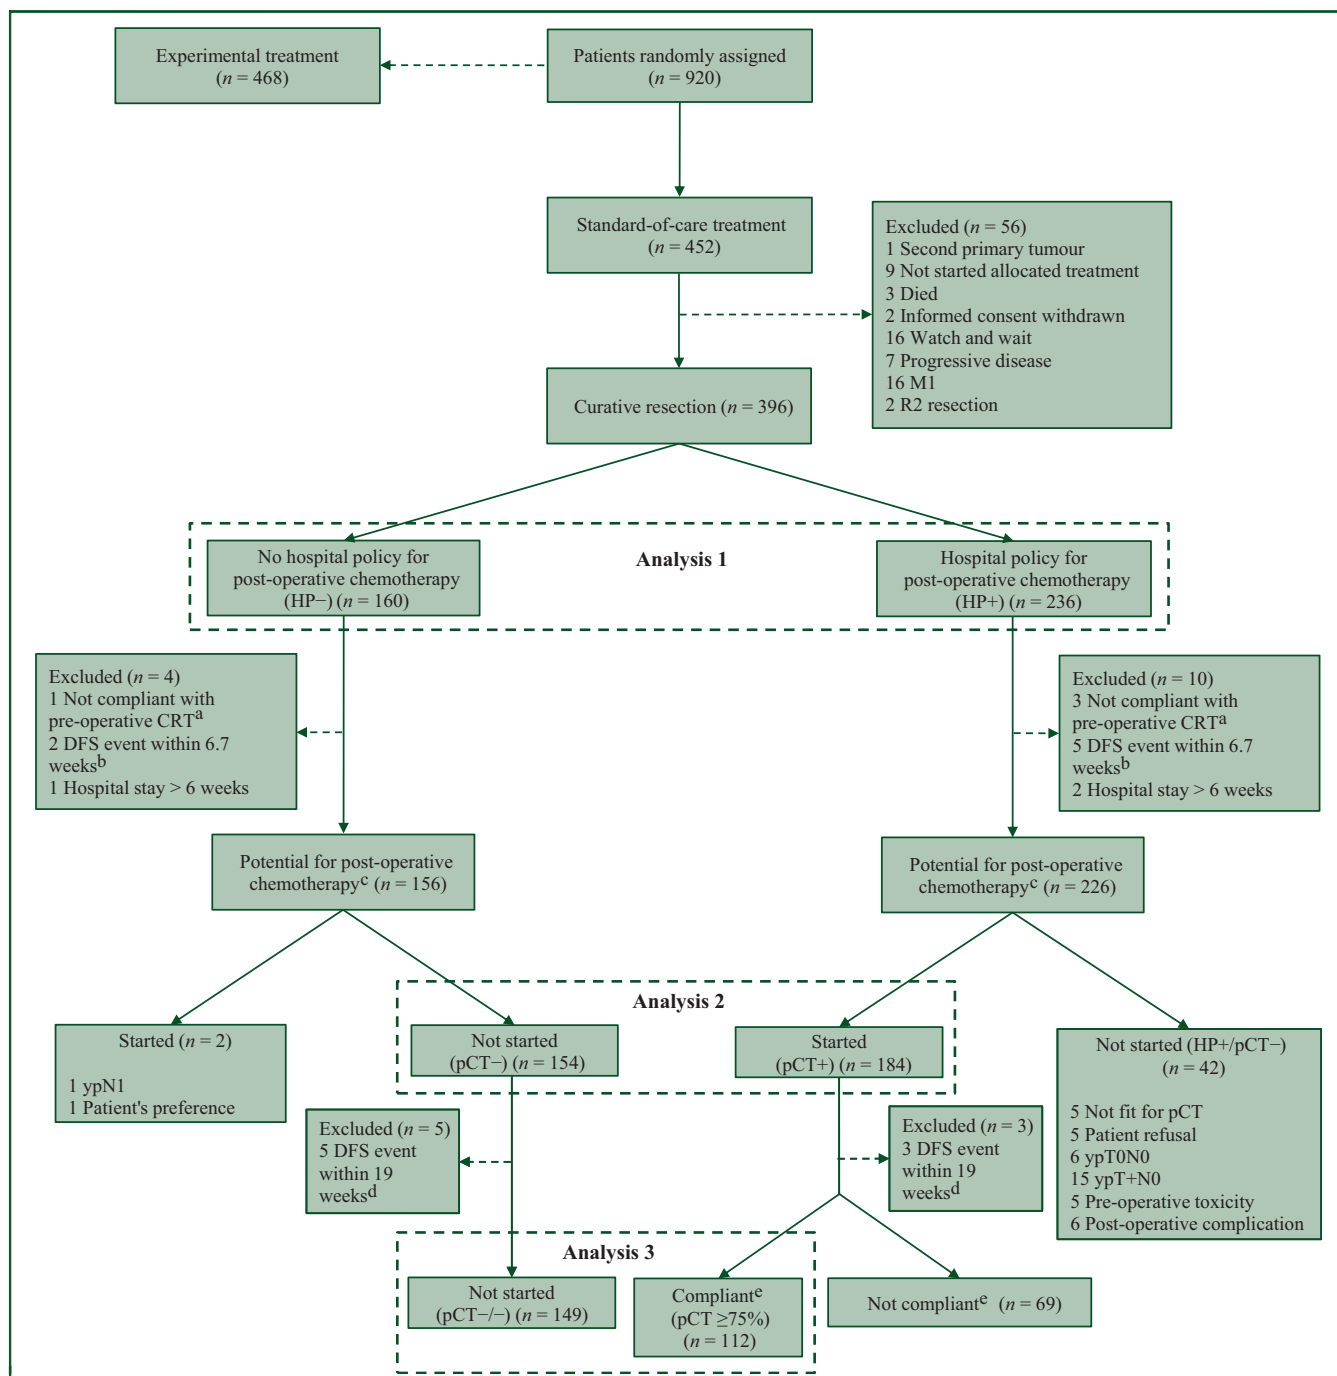 Experimental treatment
(n = 468)
Patients randomly assigned
(n = 920)
Standard-of-care treatment
(n = 452)
Excluded (n = 56)
1 Second primary tumour
9 Not started allocated treatment
3 Died
2 Informed consent withdrawn
16 Watch and wait
7 Progressive disease
16 M1
2 R2 resection
Curative resection (n = 396)
Analysis 1
No hospital policy for
post-operative chemotherapy
(HP−) (n = 160)
Hospital policy for
post-operative chemotherapy
(HP+) (n = 236)
Excluded (n = 4)
1 Not compliant with
pre-operative CRTa
2 DFS event within 6.7
weeksb
1 Hospital stay > 6 weeks
Excluded (n = 10)
3 Not compliant with
pre-operative CRTa
5 DFS event within 6.7
weeksb
2 Hospital stay > 6 weeks
Potential for post-operative
chemotherapyc (n = 156)
Potential for post-operative
chemotherapyc (n = 226)
Analysis 2
Started (n = 2)
1 ypN1
1 Patient's preference
Not started
(pCT−) (n = 154)
Started
(pCT+) (n = 184)
Not started (HP+/pCT−)
(n = 42)
5 Not fit for pCT
5 Patient refusal
6 ypT0N0
15 ypT+N0
5 Pre-operative toxicity
6 Post-operative complication
Excluded (n = 5)
5 DFS event
within 19
weeksd
Excluded (n = 3)
3 DFS event
within 19
weeksd
Analysis 3
Not started
(pCT−/−) (n = 149)
Compliante
(pCT ≥75%)
(n = 112)
Not compliante (n = 69)